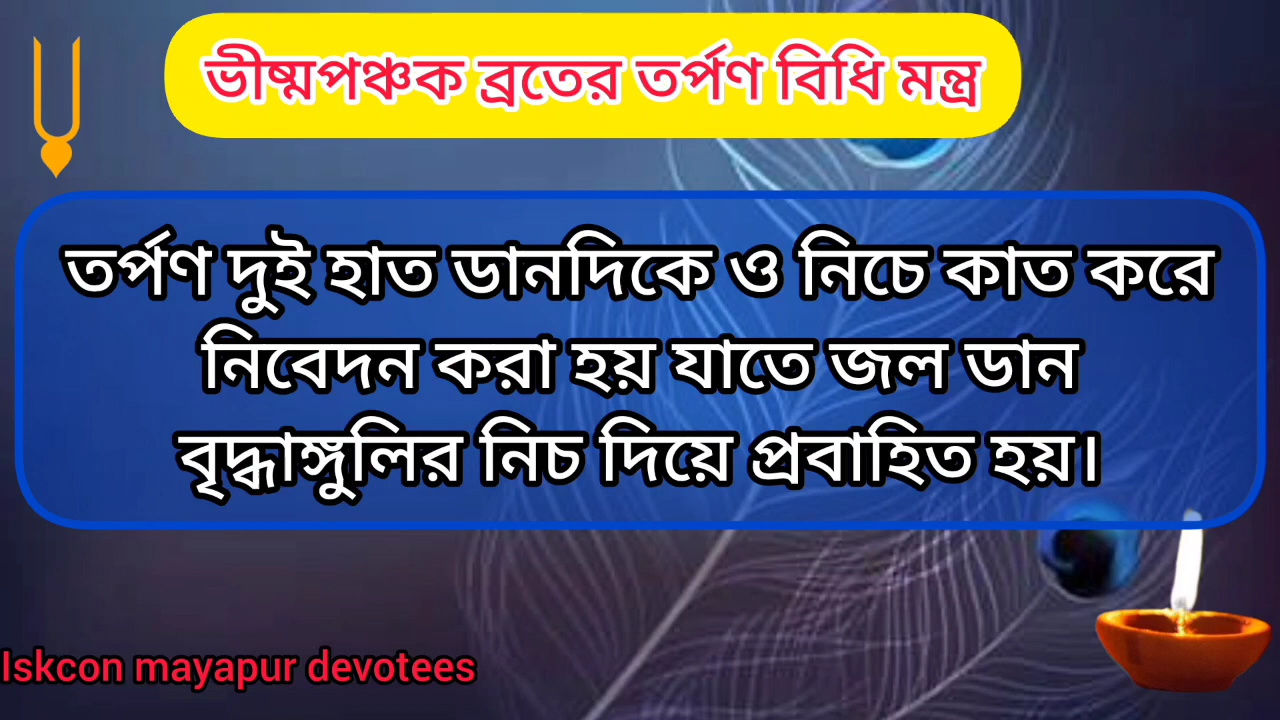 ভীষ্মপঞ্চক ব্রতের তর্পণ বিধি মন্ত্র
তর্পণ দুই হাত ডানদিকে ও নিচে কাত করে
নিবেদন করা হয় যাতে জল ডান
বৃদ্ধাঙ্গুলির নিচ দিয়ে প্রবাহিত হয়।
Iskcon mayapur devotees